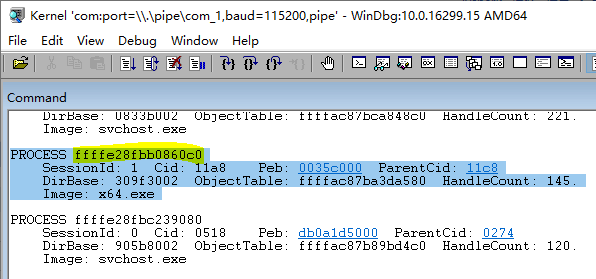 Kernel 'com:port=\\.\pipe\com_1,baud=115200,pipe' - WinDbg:10.0.16299.15 AMD64
File Edit View Debug Window Help
Command
DirBase: 0833b002 ObjectTable: ffffac87bca848c0 HandleCount: 221.
Image: svchost.exe
PROCESS ffffe28fbb0860c0
SessionId: 1 Cid: 11a8 Peb: 0035c000 ParentCid: 11c8
DirBase: 309f3002 ObjectTable: ffffac87ba3da580 HandleCount: 145.
Image: x64.exe
PROCESS ffffe28fbc239080
SessionId: 0 Cid: 0518 Peb: db0a1d5000 ParentCid: 0274
DirBase: 905b8002 ObjectTable: ffffac87b89bd4c0 HandleCount: 120.
Image: svchost.exe